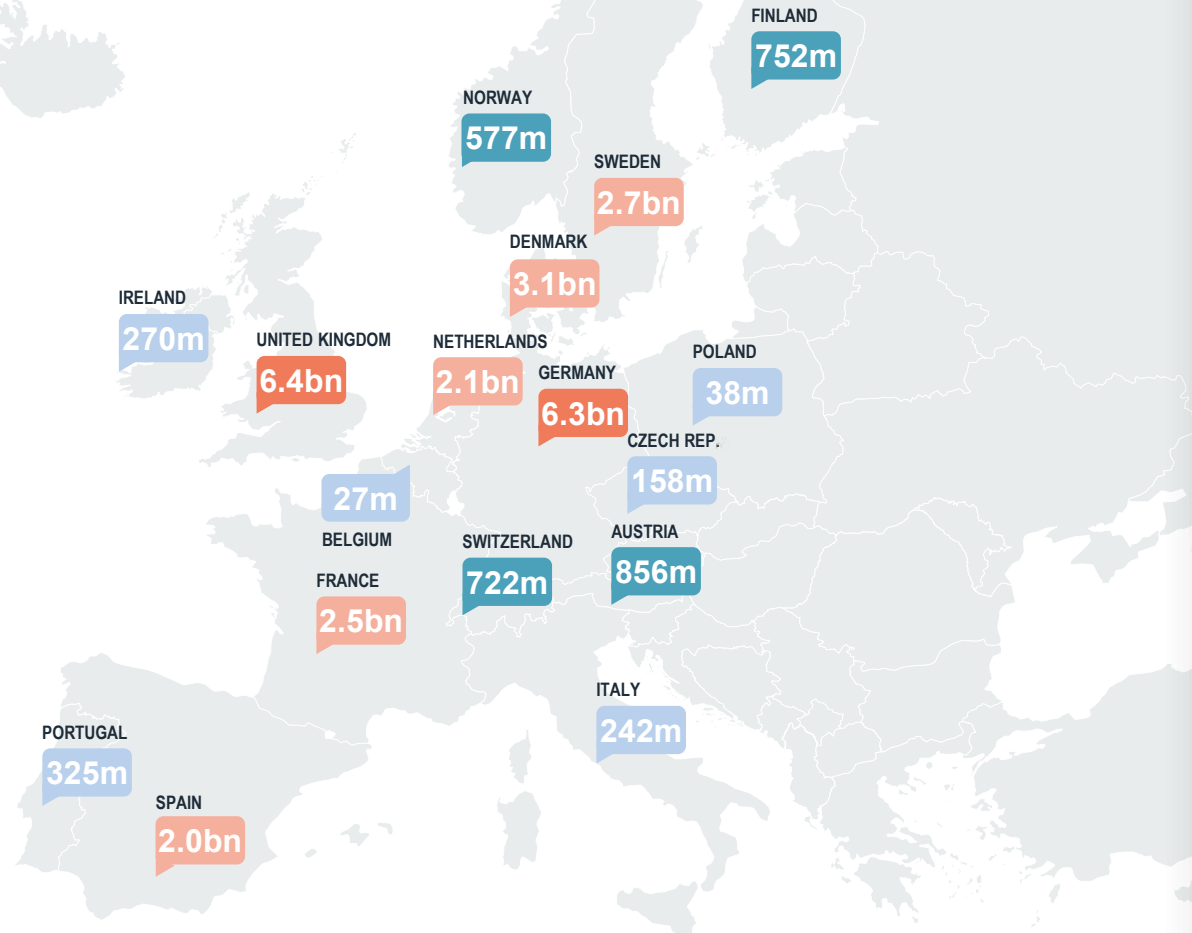 FINLAND
752m
NORWAY
577m
SWEDEN
2.7bn
DENMARK
3.1bn
IRELAND
270m
UNITED KINGDOM
6.4bn
NETHERLANDS
2.1bn
GERMANY
6.3bn
POLAND
38m
CZECH REP.
158m
27m
BELGIUM
SWITZERLAND
722m
AUSTRIA
856m
FRANCE
2.5bn
ITALY
242m
PORTUGAL
325m
SPAIN
2.0bn